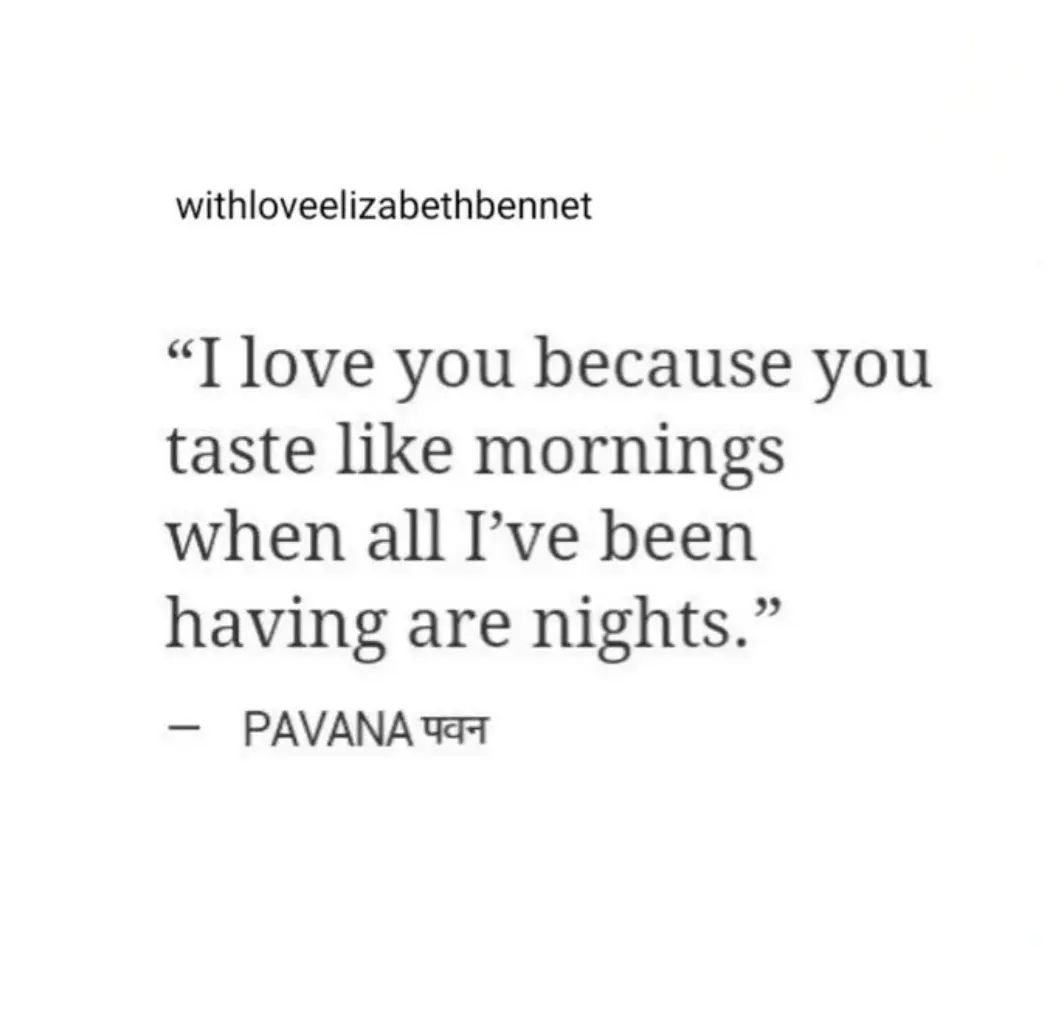 withloveelizabethbennet
“I love you because you
taste like mornings
when all I’ve been
having are nights.”
— PAVANA पवन